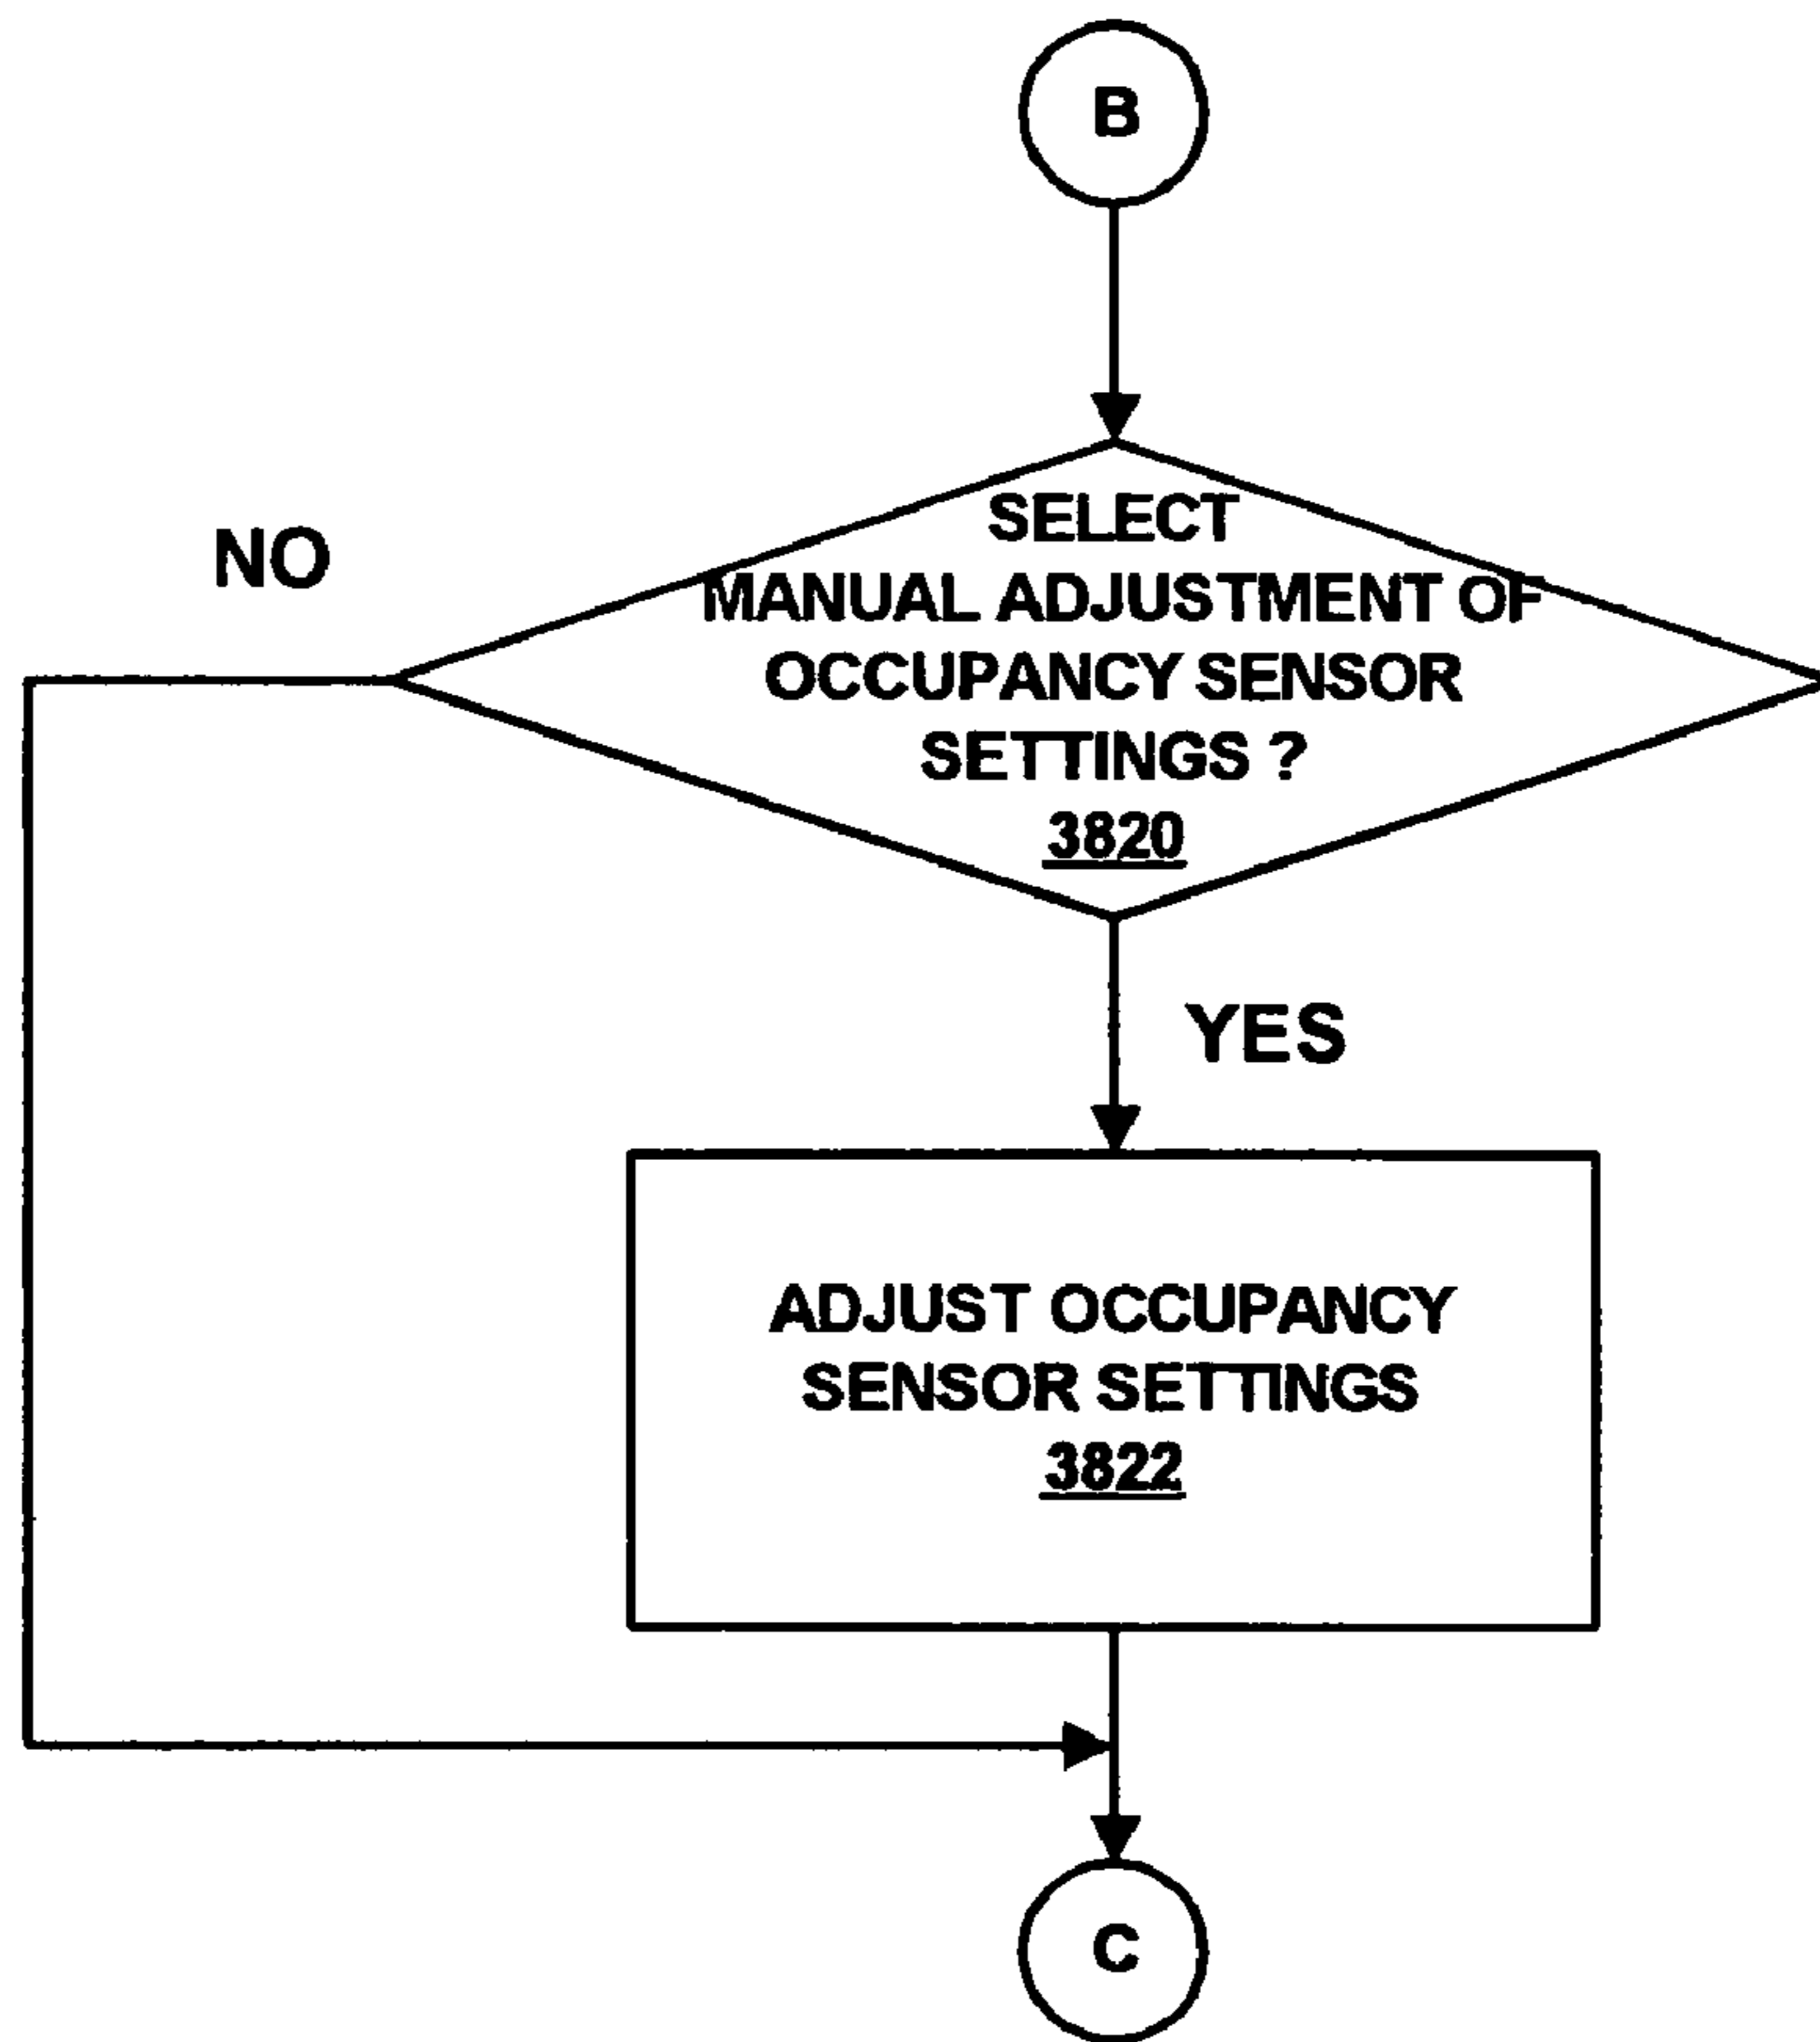 B
SELECT
MANUAL ADJUSTMENT OF
OCCUPANCY SENSOR
SETTINGS ?
3820
NO
YES
ADJUST OCCUPANCY
SENSOR SETTINGS
3822
C